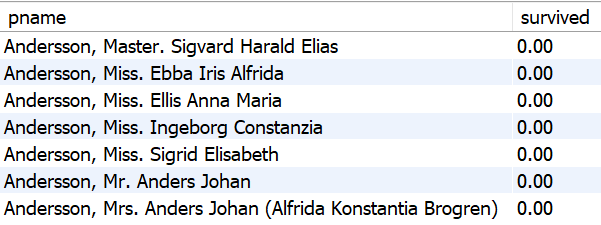 pname survived
Andersson, Master. Sigvard Harald Elias 0.00
Andersson, Miss. Ebba Iris Alfrida 0.00
Andersson, Miss. Ellis Anna Maria 0.00
Andersson, Miss. Ingeborg Constanzia 0.00
Andersson, Miss. Sigrid Elisabeth 0.00
Andersson, Mr. Anders Johan 0.00
Andersson, Mrs. Anders Johan (Alfrida Konstantia Brogren) 0.00